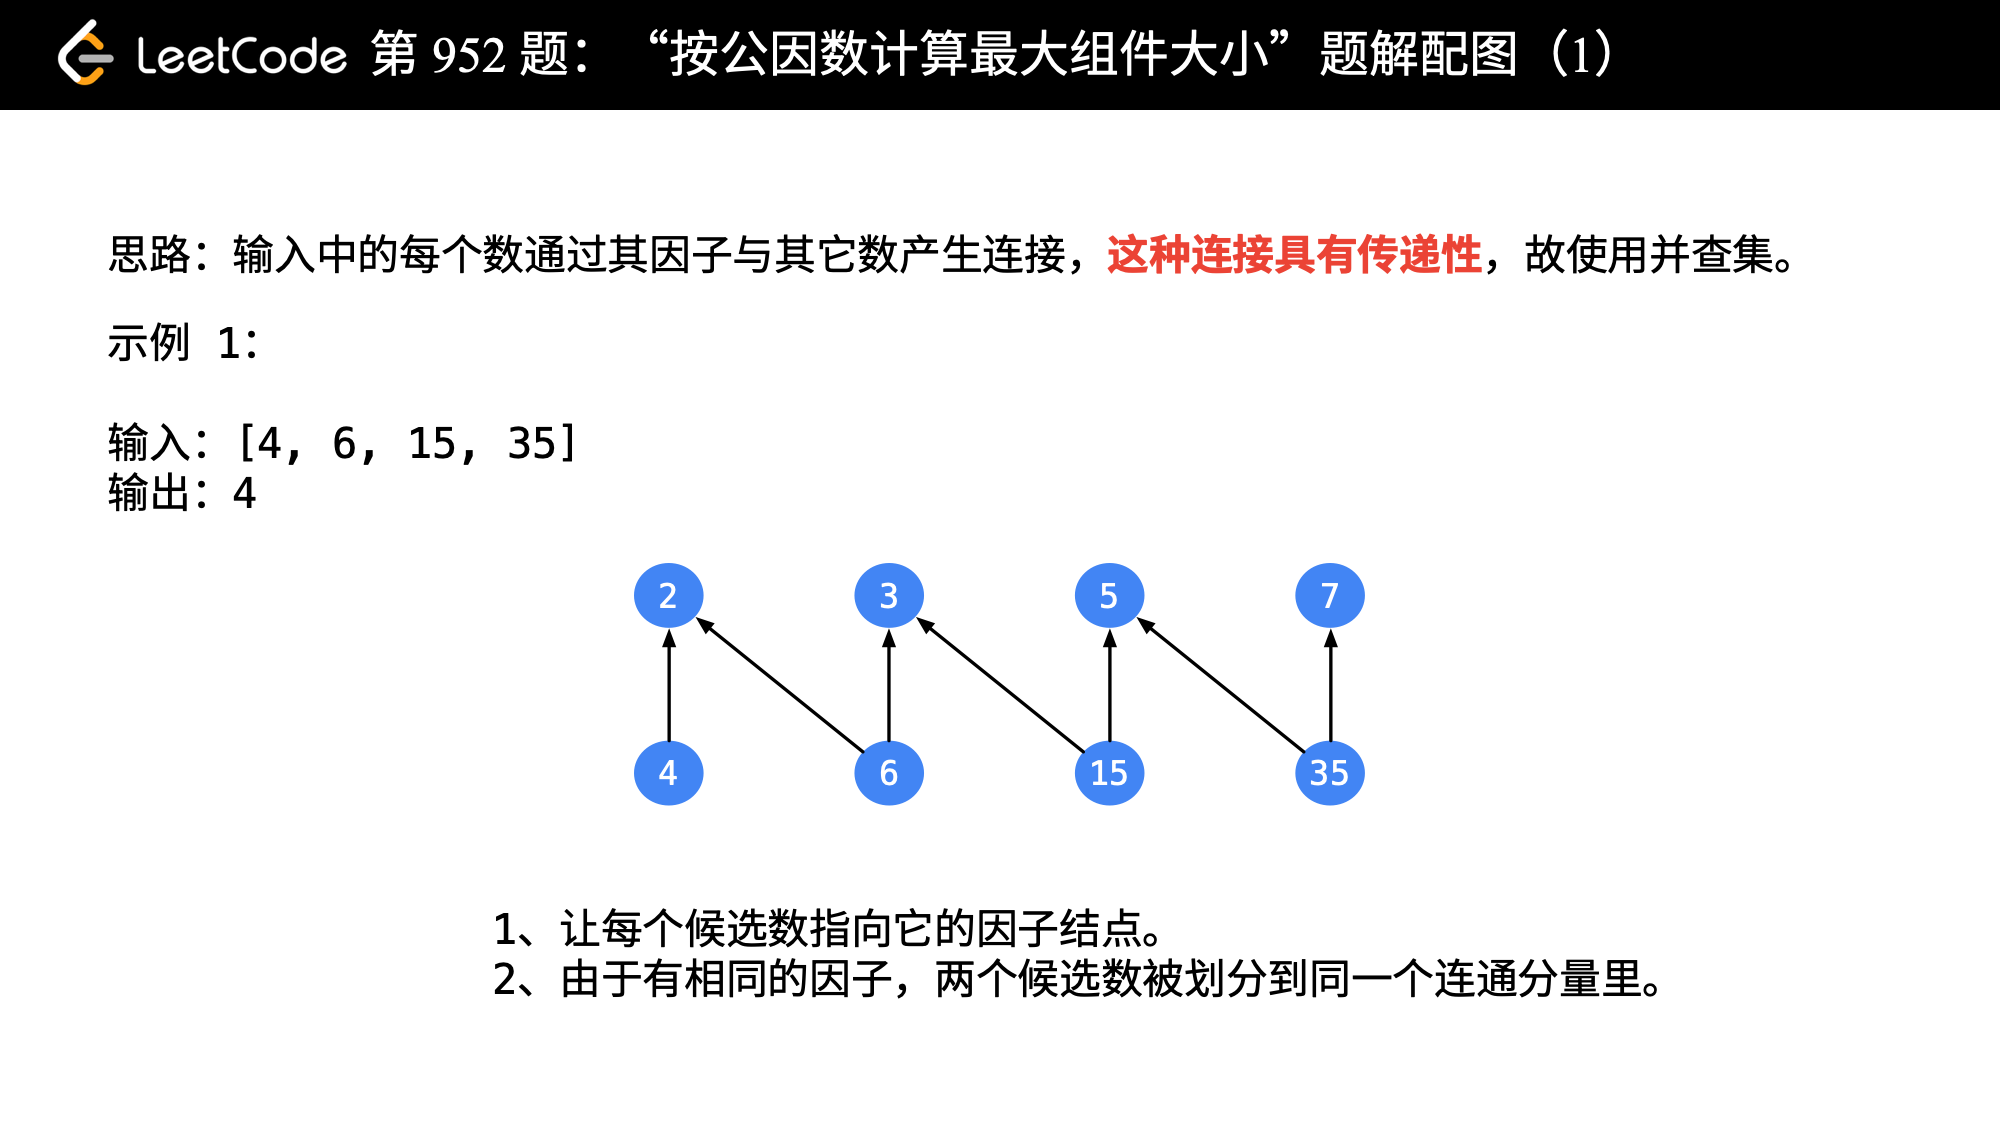 LeetCode 第 952 题：“按公因数计算最大组件大小”题解配图（1）
思路：输入中的每个数通过其因子与其它数产生连接，这种连接具有传递性，故使用并查集。
示例 1：
输入：[4, 6, 15, 35]
输出：4
2 3 5 7
4 6 15 35
1、让每个候选数指向它的因子结点。
2、由于有相同的因子，两个候选数被划分到同一个连通分量里。